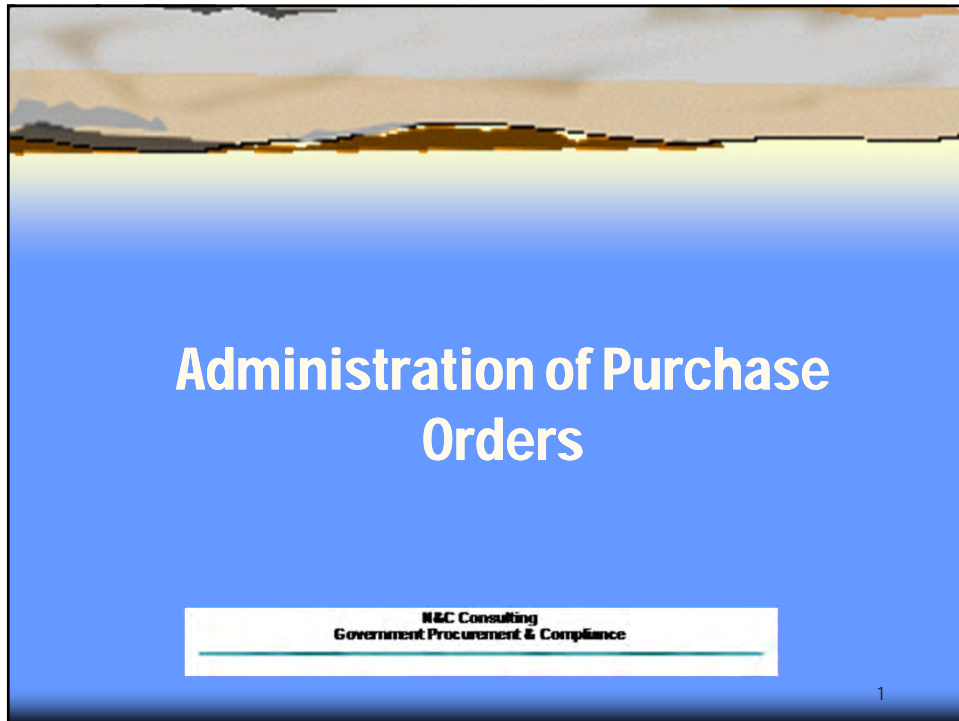 Administration of Purchase
Orders
N&C Consulting
Government Procurement & Compliance
1